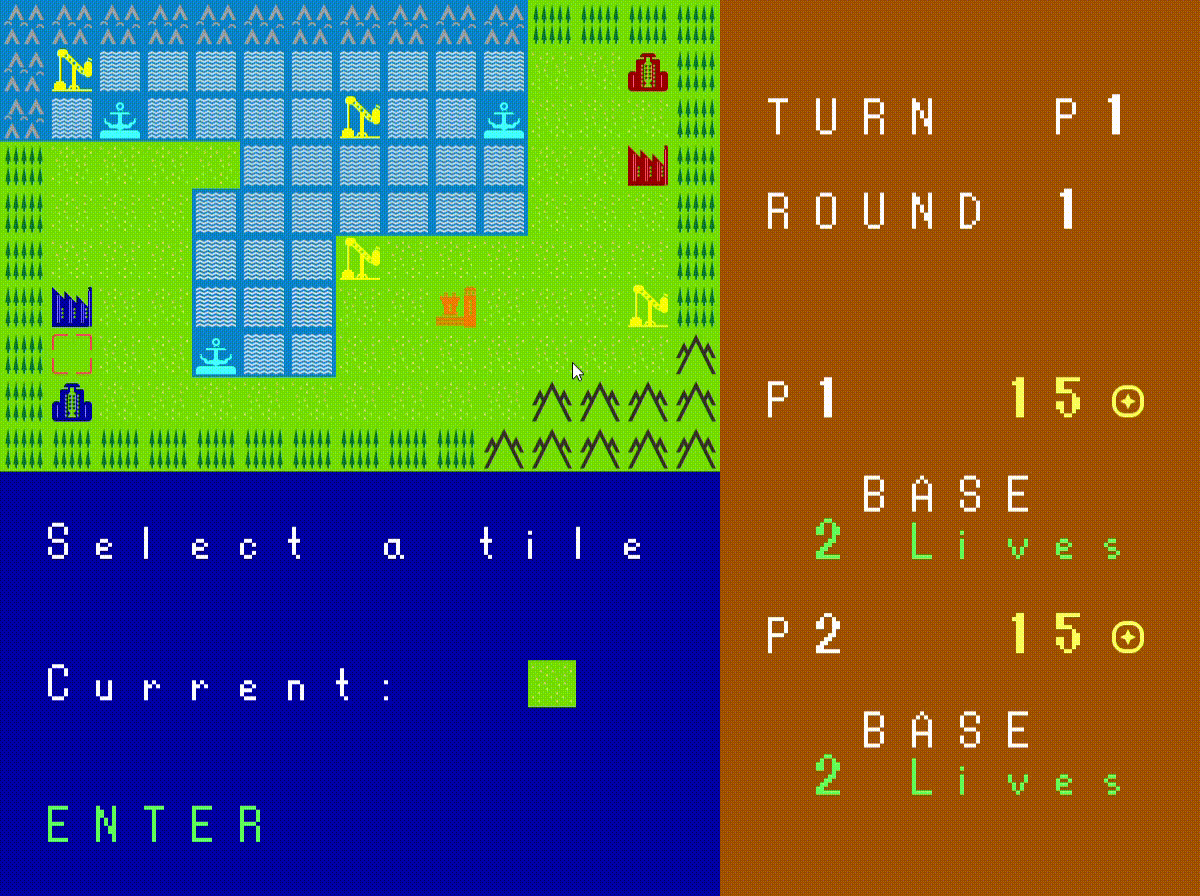 Select a tile
Current:
ENTER
TURN P1
ROUND 1
P1 15
BASE
2 Lives
P2 15
BASE
2 Lives